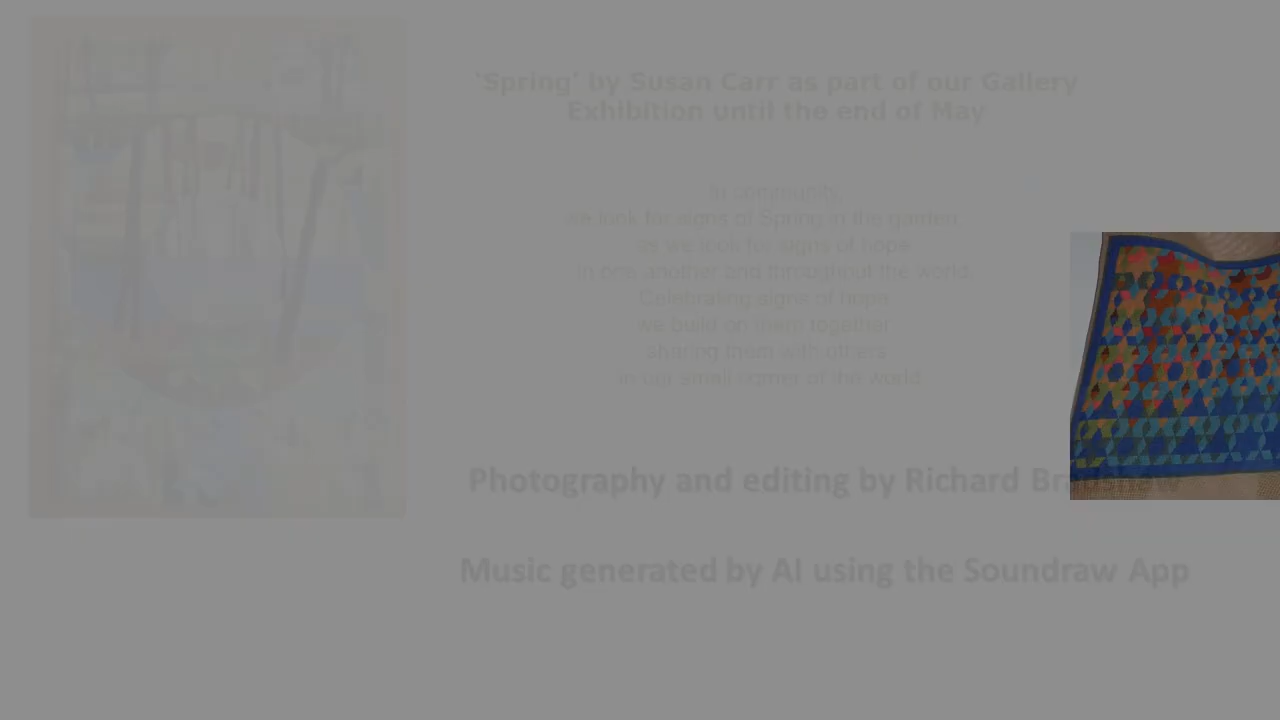 'Spring' by Susan Carr as part of our Gallery
Exhibition until the end of May
In community,
we look for signs of Spring in the garden
as we look for signs of hope
in one another and throughout the world.
Celebrating signs of hope
we build on them together
sharing them with others
in our small corner of the world.
Photography and editing by Richard Bradshaw
Music generated by AI using the Soundraw App